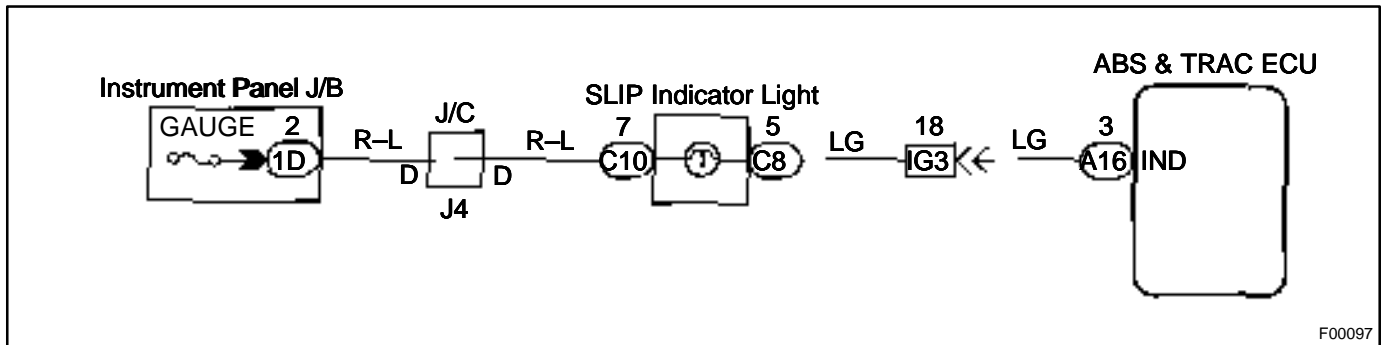 ABS & TRAC ECU
Instrument Panel J/B
SLIP Indicator Light
GAUGE
2
J/C
7
5
18
3
1D
R–L
D
D
R–L
C10
C8
LG
IG3
LG
A16
IND
J4
F00097